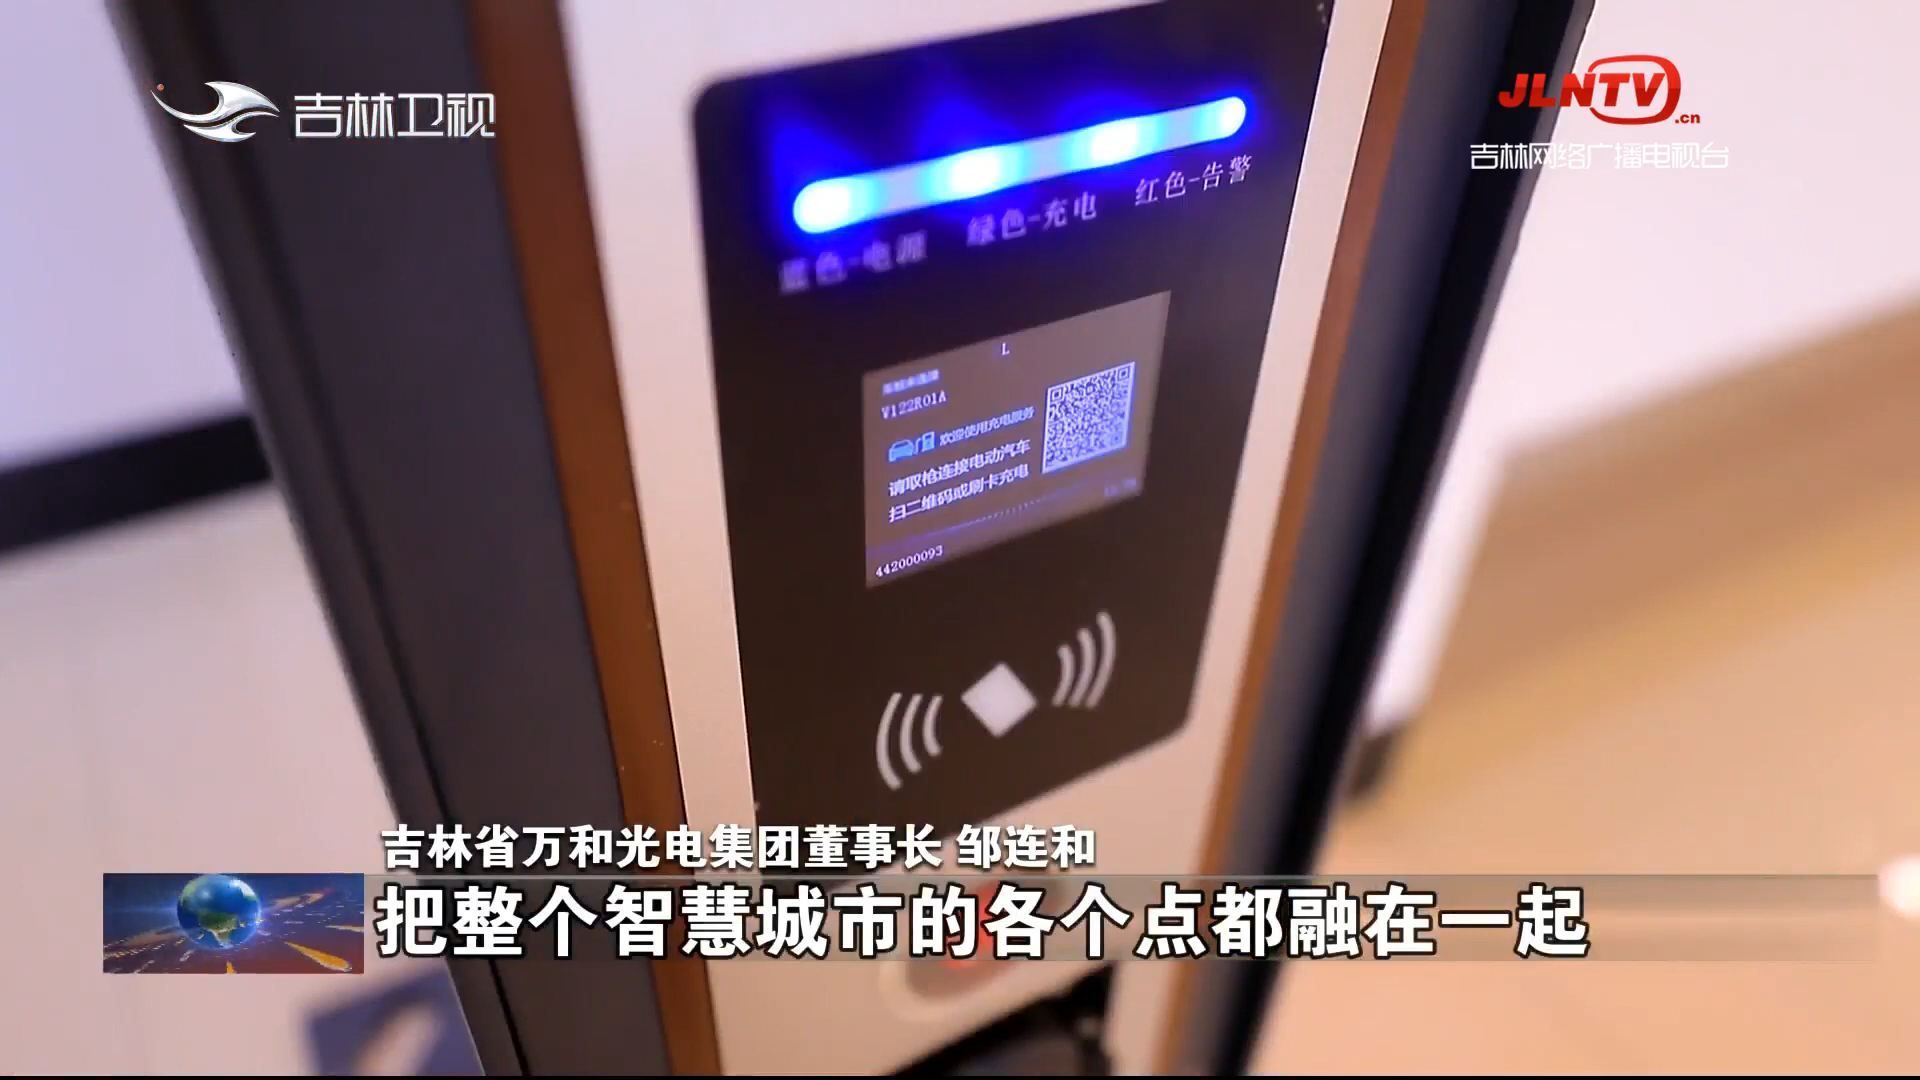 吉林卫视
JLNTV.cn
吉林网络广播电视台
蓝色-电源 绿色-充电 红色-告警
L
V122R01A
欢迎使用充电服务
请取枪连接电动汽车
扫二维码或刷卡充电
442000093
吉林省万和光电集团董事长 邹连和
把整个智慧城市的各个点都融在一起